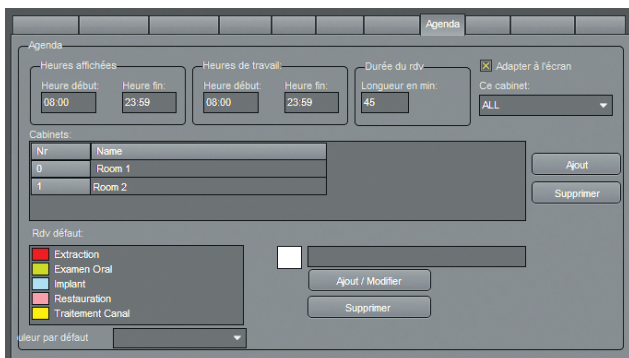 Agenda
Agenda
Heures affichées
Heures de travail:
Durée du rdv
Adapter à l'écran
Heure début:
Heure fin:
Heure début:
Heure fin:
Longueur en min:
Ce cabinet:
08:00
23:59
08:00
23:59
45
ALL
Cabinets:
Nr
Name
0
Room 1
1
Room 2
Ajout
Supprimer
Rdv défaut:
Extraction
Examen Oral
Implant
Restauration
Traitement Canal
Ajout / Modifier
Supprimer
uleur par défaut